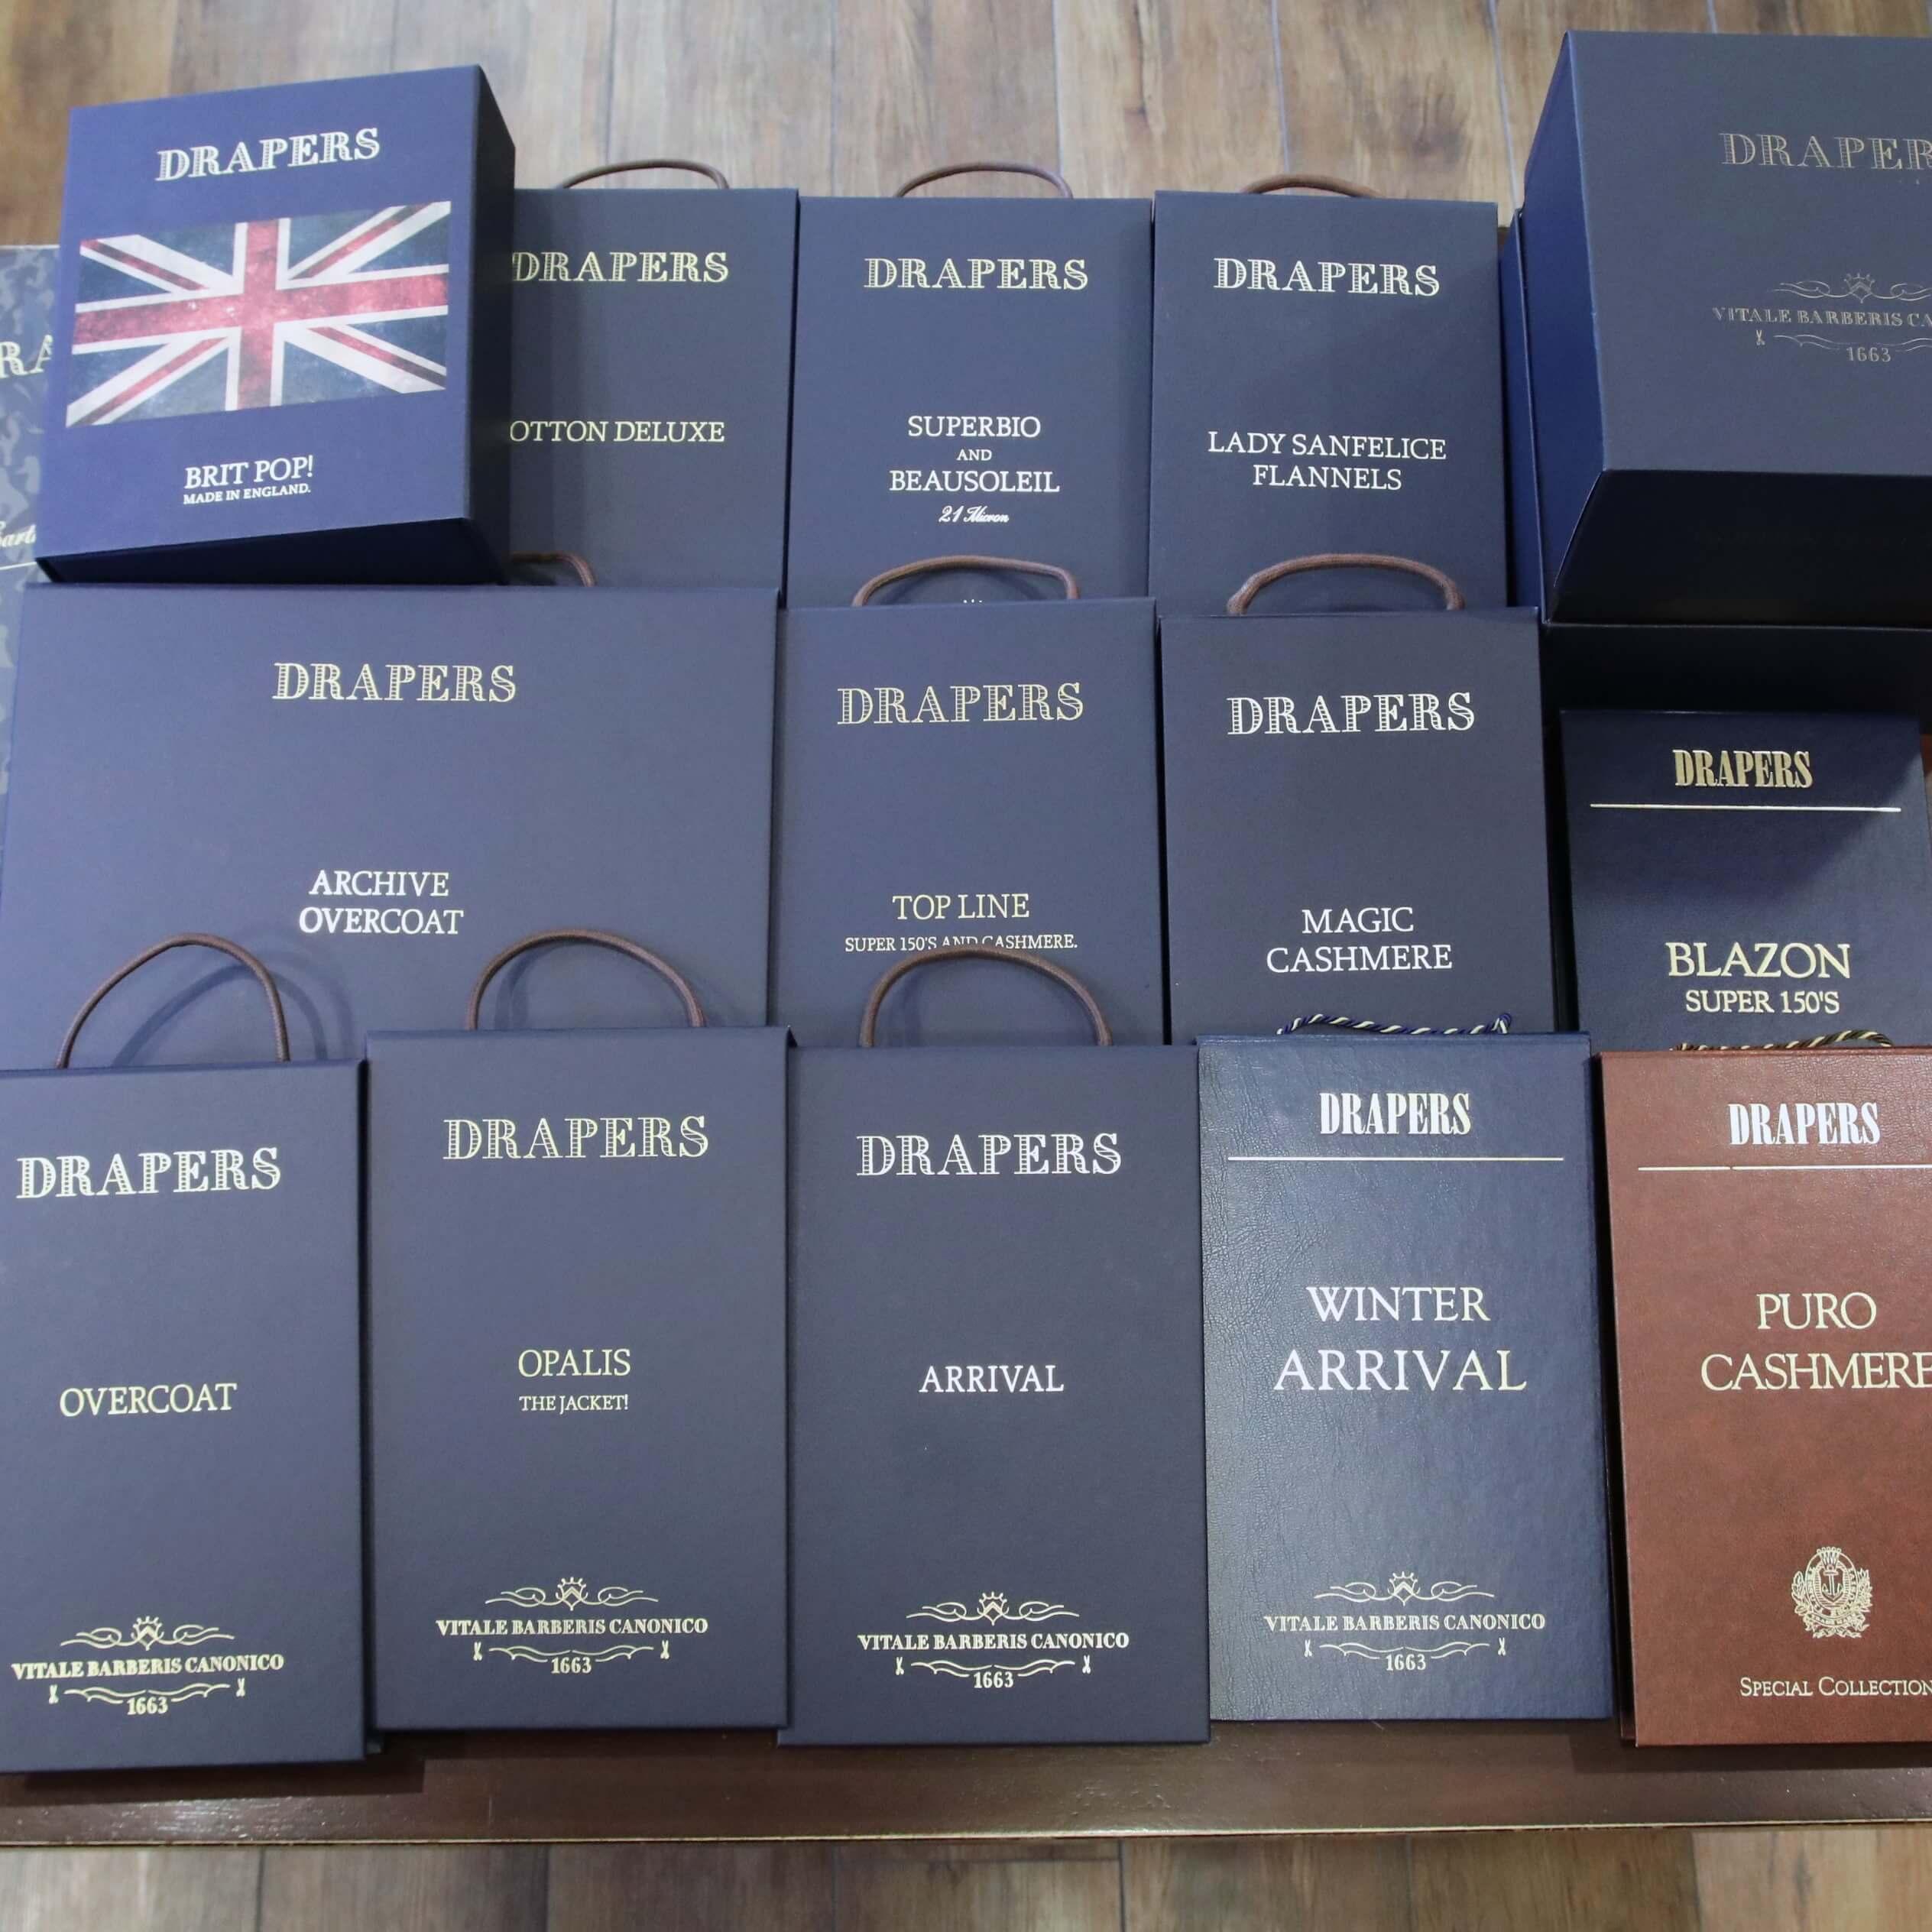 DRAPERS
BRIT POP!
MADE IN ENGLAND.
DRAPERS
OTTON DELUXE
DRAPERS
SUPERBIO
AND
BEAUSOLEIL
21 Micron
DRAPERS
LADY SANFELICE
FLANNELS
DRAPER
VITALE BARBERIS CA
1663
RA
DRAPERS
ARCHIVE
OVERCOAT
DRAPERS
TOP LINE
SUPER 150'S AND CASHMERE.
DRAPERS
MAGIC
CASHMERE
DRAPERS
BLAZON
SUPER 150'S
DRAPERS
OVERCOAT
VITALE BARBERIS CANONICO
1663
DRAPERS
OPALIS
THE JACKET!
VITALE BARBERIS CANONICO
1663
DRAPERS
ARRIVAL
VITALE BARBERIS CANONICO
1663
DRAPERS
WINTER
ARRIVAL
VITALE BARBERIS CANONICO
1663
DRAPERS
PURO
CASHMERE
SPECIAL COLLECTION